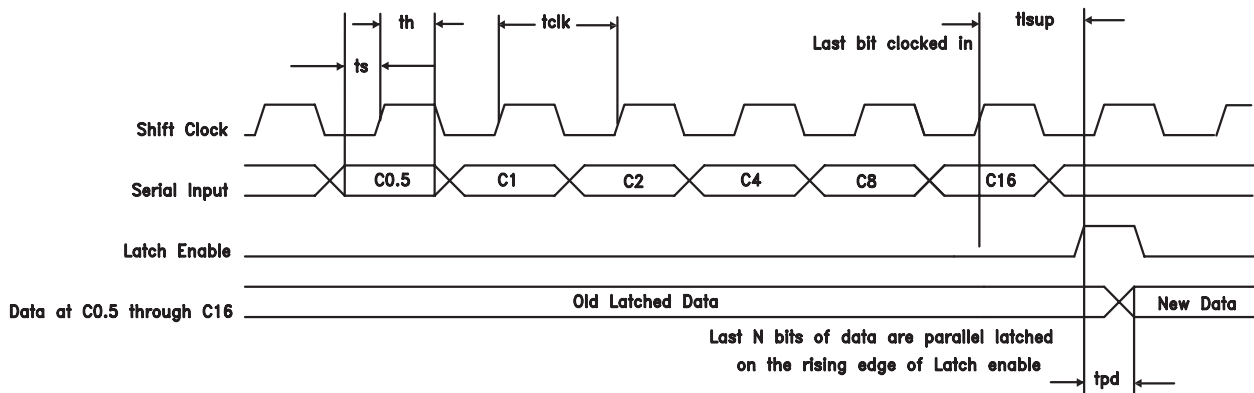 th
tclk
tlsup
Last bit clocked in
ts
Shift Clock
Serial Input
C0.5 C1 C2 C4 C8 C16
Latch Enable
Data at C0.5 through C16
Old Latched Data
New Data
Last N bits of data are parallel latched
on the rising edge of Latch enable
tpd